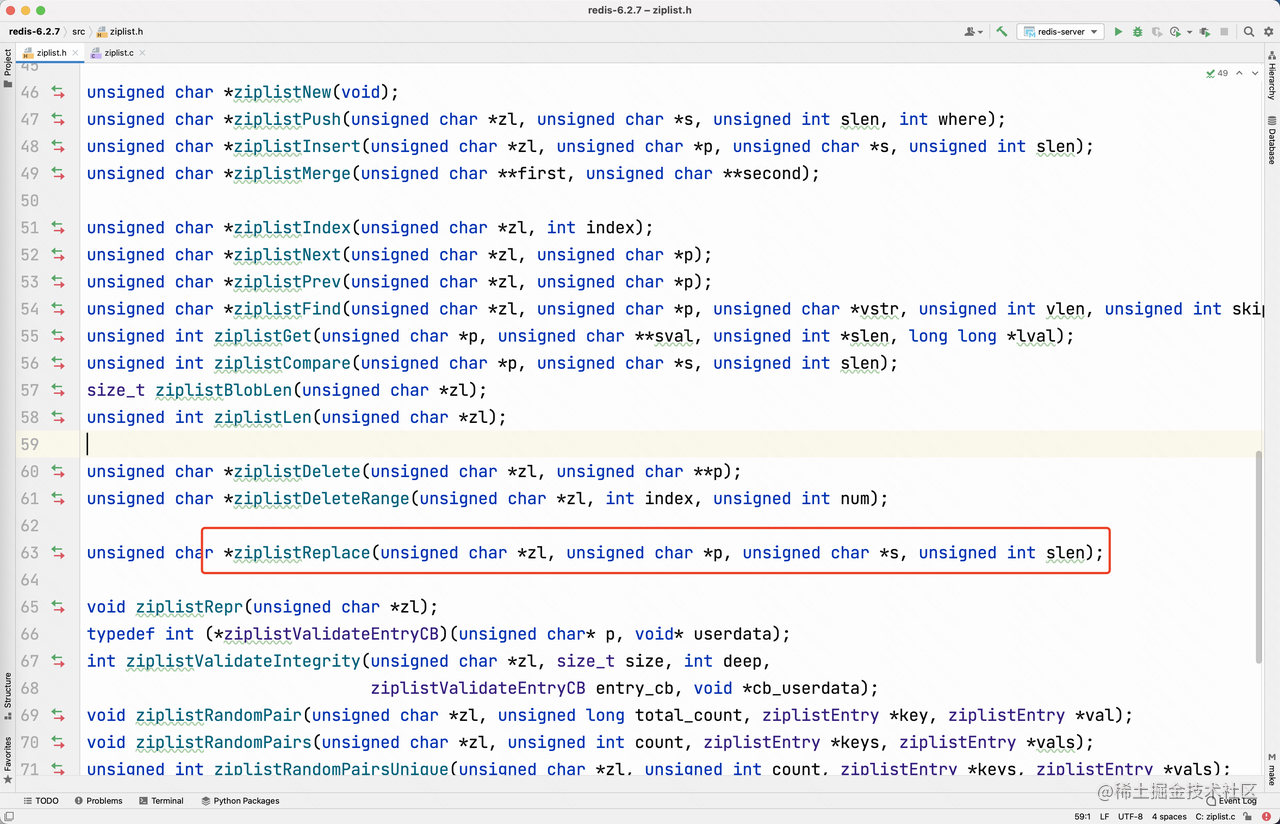 redis-6.2.7 – ziplist.h
redis-6.2.7 src ziplist.h
redis-server
ziplist.h ziplist.c
Project
Hierarchy
Database
49
45
46 unsigned char *ziplistNew(void);
47 unsigned char *ziplistPush(unsigned char *zl, unsigned char *s, unsigned int slen, int where);
48 unsigned char *ziplistInsert(unsigned char *zl, unsigned char *p, unsigned char *s, unsigned int slen);
49 unsigned char *ziplistMerge(unsigned char **first, unsigned char **second);
50
51 unsigned char *ziplistIndex(unsigned char *zl, int index);
52 unsigned char *ziplistNext(unsigned char *zl, unsigned char *p);
53 unsigned char *ziplistPrev(unsigned char *zl, unsigned char *p);
54 unsigned char *ziplistFind(unsigned char *zl, unsigned char *p, unsigned char *vstr, unsigned int vlen, unsigned int skip
55 unsigned int ziplistGet(unsigned char *p, unsigned char **sval, unsigned int *slen, long long *lval);
56 unsigned int ziplistCompare(unsigned char *p, unsigned char *s, unsigned int slen);
57 size_t ziplistBlobLen(unsigned char *zl);
58 unsigned int ziplistLen(unsigned char *zl);
59
60 unsigned char *ziplistDelete(unsigned char *zl, unsigned char **p);
61 unsigned char *ziplistDeleteRange(unsigned char *zl, int index, unsigned int num);
62
63 unsigned char *ziplistReplace(unsigned char *zl, unsigned char *p, unsigned char *s, unsigned int slen);
64
65 void ziplistRepr(unsigned char *zl);
66 typedef int (*ziplistValidateEntryCB)(unsigned char* p, void* userdata);
67 int ziplistValidateIntegrity(unsigned char *zl, size_t size, int deep,
68 ziplistValidateEntryCB entry_cb, void *cb_userdata);
69 void ziplistRandomPair(unsigned char *zl, unsigned long total_count, ziplistEntry *key, ziplistEntry *val);
70 void ziplistRandomPairs(unsigned char *zl, unsigned int count, ziplistEntry *keys, ziplistEntry *vals);
71 unsigned int ziplistRandomPairsUnique(unsigned char *zl, unsigned int count, ziplistEntry *keys, ziplistEntry *vals);
Structure
Favorites
make
TODO Problems Terminal Python Packages Event Log
@稀土掘金技术社区
59:1 LF UTF-8 4 spaces C: ziplist.c